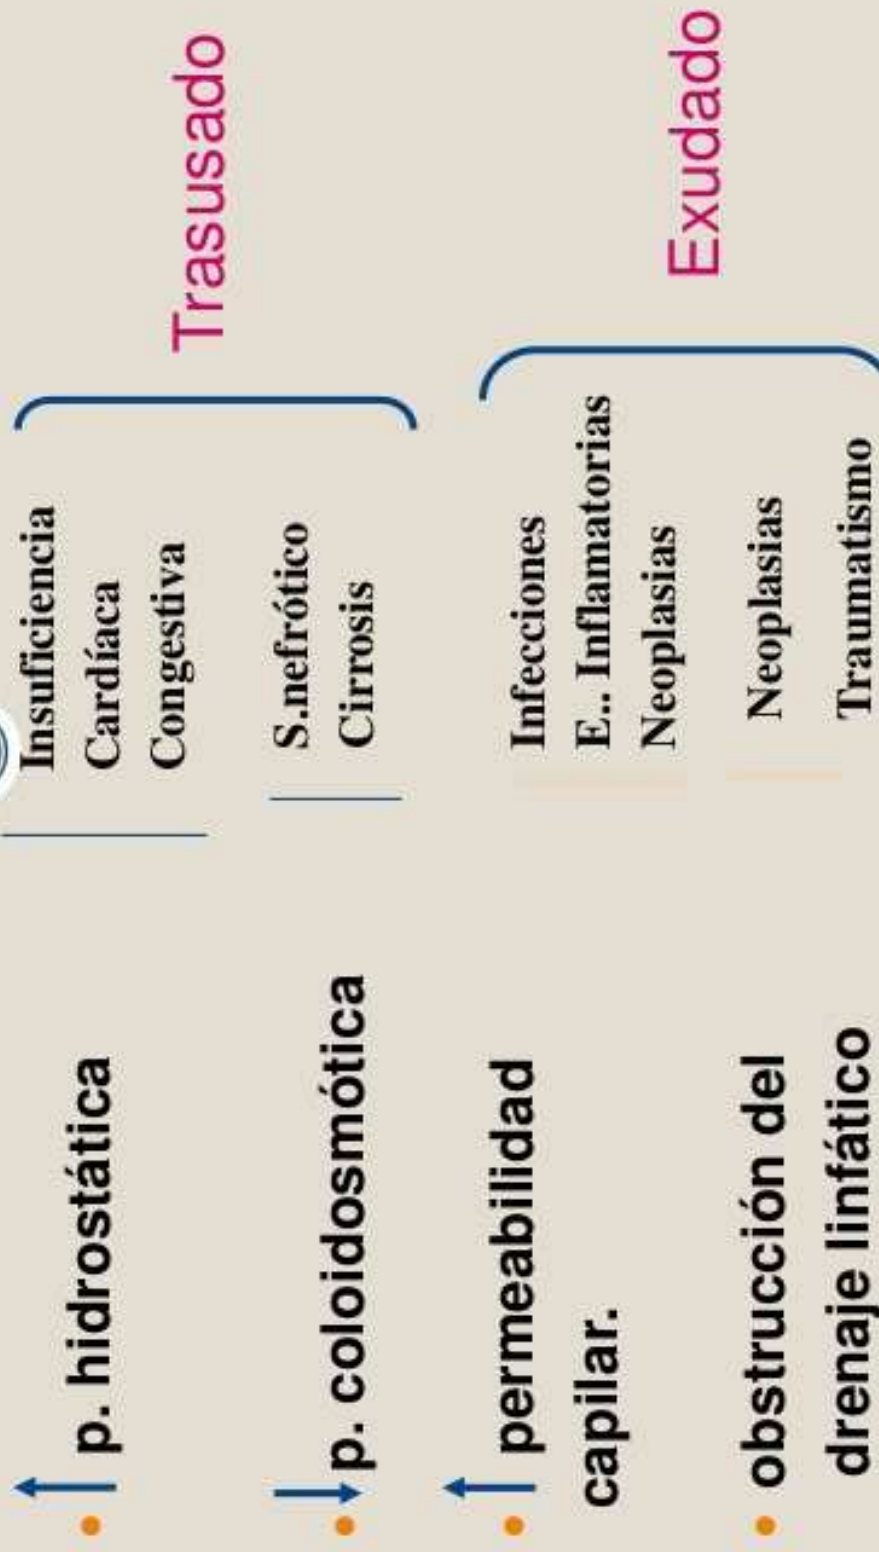 p. hidrostática
Insuficiencia
Cardíaca
Congestiva
p. coloidosmótica
S.nefrótico
Cirrosis
Trasusado
permeabilidad
capilar.
Infecciones
E.. Inflamatorias
Neoplasias
obstrucción del
drenaje linfático
Neoplasias
Traumatismo
Exudado